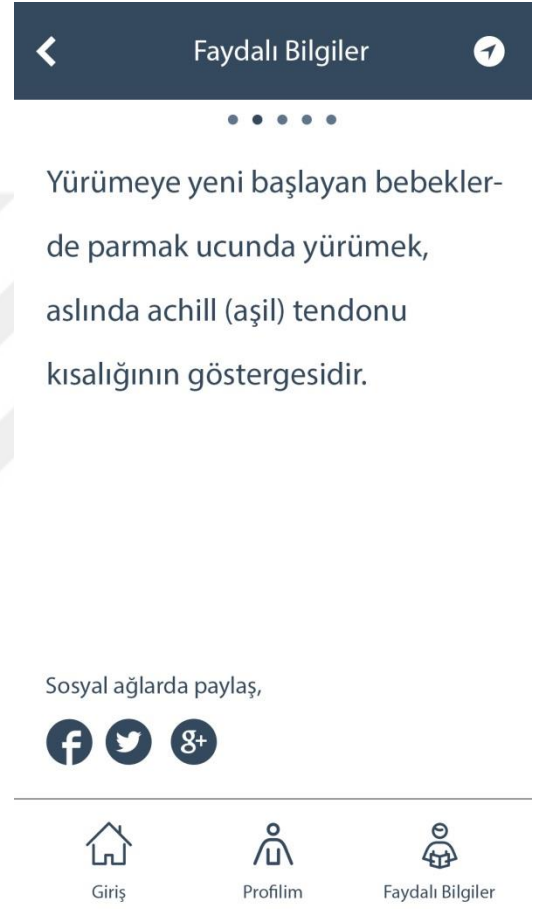 Faydalı Bilgiler
Yürümeye yeni başlayan bebekler-
de parmak ucunda yürümek,
aslında achill (aşil) tendonu
kısalığının göstergesidir.
Sosyal ağlarda paylaş,
f
8+
Giriş
Profilim
Faydalı Bilgiler